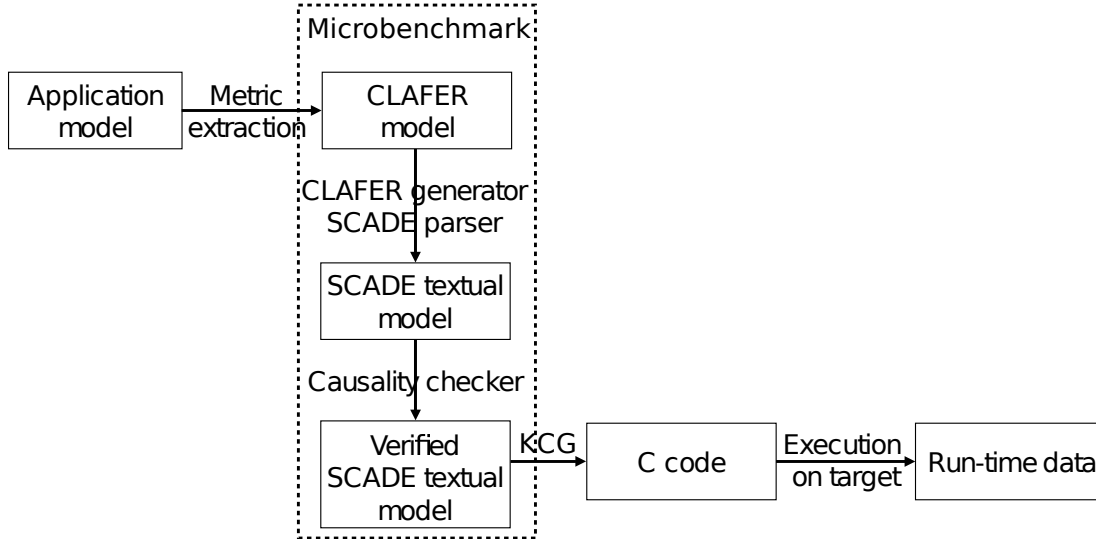 Microbenchmark
Application
model
Metric
extraction
CLAFER
model
CLAFER generator
SCADE parser
SCADE textual
model
Causality checker
Verified
SCADE textual
model
KCG
C code
Execution
on target
Run-time data